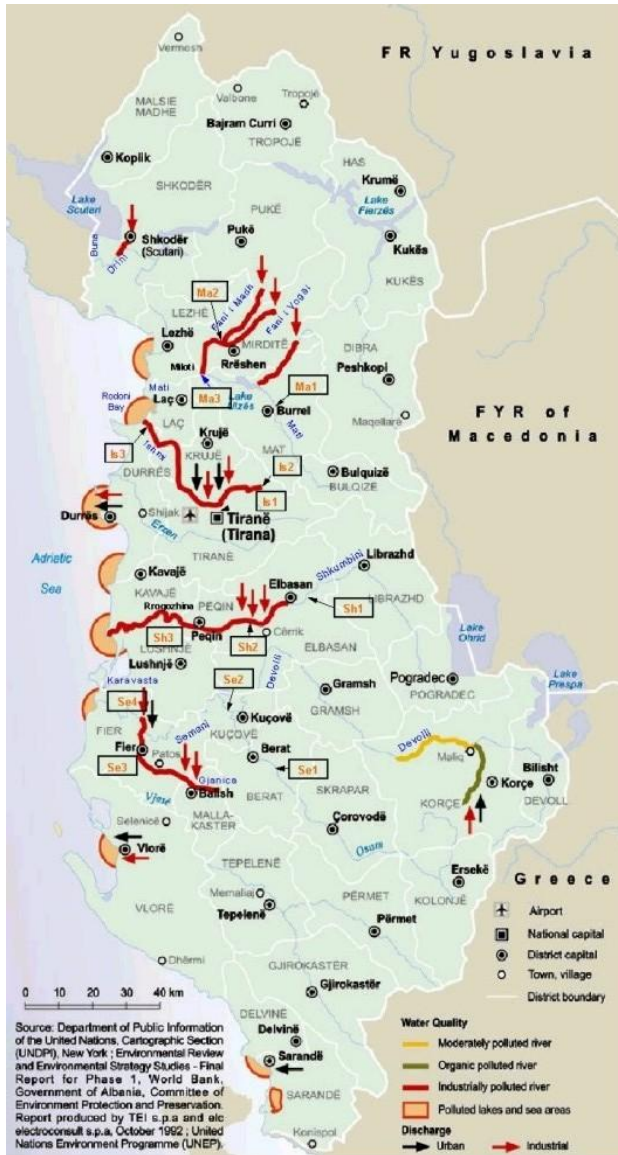 Vermosh
FR Yugoslavia
MALSIE
MADHE
Valbone
Tropojë
Bajram Curri
TROPOJË
Koplik
HAS
SHKODËR
Krumë
Lake
Scutari
PUKË
Lake
Fierzës
Buna
Shkodër
(Scutari)
Drini
Pukë
Kukës
KUKËS
Ma2
Fani i Madh
Fani i Vogël
LEZHË
Lezhë
MIRDITË
DIBRA
Rrëshen
Miloti
Peshkopi
Mati
Lake
Ulzës
Ma1
Rodoni
Bay
Laç
Ma3
Burrel
Maqellarë
FYR of
Macedonia
LAÇ
Mati
Krujë
Is3
Ishmi
KRUJË
MAT
Is2
DURRËS
Bulqizë
BULQIZË
Is1
Shijak
Durrës
Tiranë
(Tirana)
Erzen
Adriatic
Sea
TIRANË
Librazhd
Shkumbini
Kavajë
KAVAJË
Elbasan
LIBRAZHD
Rrogozhina
PEQIN
Sh1
Sh3
Peqin
Sh2
Cërrik
LUSHNJË
ELBASAN
Lake
Ohrid
Lushnjë
Devolli
Pogradec
Lake
Prespa
Karavasta
Se2
Gramsh
POGRADEC
Se4
GRAMSH
FIER
Semani
Kuçovë
KUÇOVË
Devolli
Fier
Patos
Berat
Maliq
Bilisht
Se3
Gjanica
Se1
Korçe
Ballsh
BERAT
SKRAPAR
DEVOLL
Vjosë
MALLA-
KASTER
KORÇË
Selenicë
Çorovodë
Vlorë
Osum
TEPELENË
Ersekë
Greece
Memaliaj
PËRMET
KOLONJË
Airport
VLORË
Tepelenë
National capital
Përmet
District capital
Dhërmi
GJIROKASTËR
Town, village
Gjirokastër
District boundary
0 10 20 30 40 km
DELVINË
Delvinë
Water Quality
Source: Department of Public Information
of the United Nations, Cartographic Section
(UNDPI), New York ; Environmental Review
and Environmental Strategy Studies - Final
Report for Phase 1, World Bank,
Government of Albania, Committee of
Environment Protection and Preservation.
Report produced by TEI s.p.a and elc
electroconsult s.p.a, October 1992 ; United
Nations Environment Programme (UNEP).
Sarandë
SARANDË
Konispol
Moderately polluted river
Organic polluted river
Industrially polluted river
Polluted lakes and sea areas
Discharge
Urban
Industrial